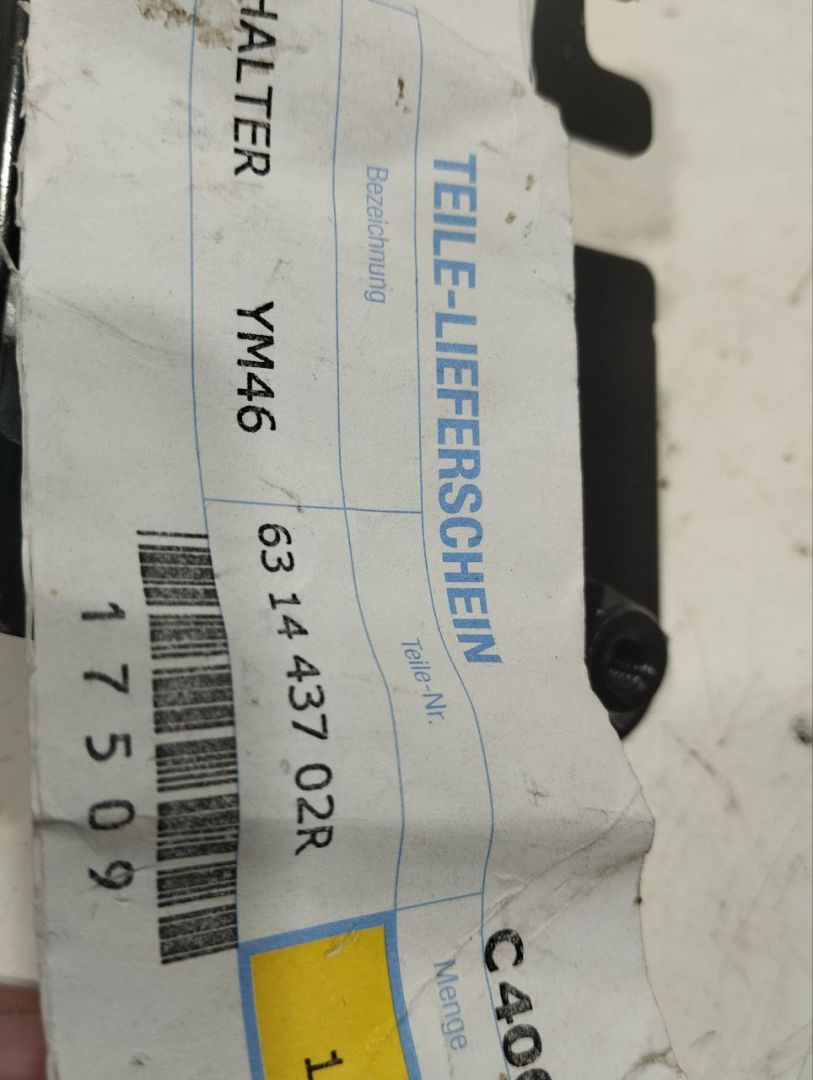 TEILE-LIEFERSCHEIN
Bezeichnung Teile-Nr. Menge
HALTER YM46 63 14 437 02R 1
17509